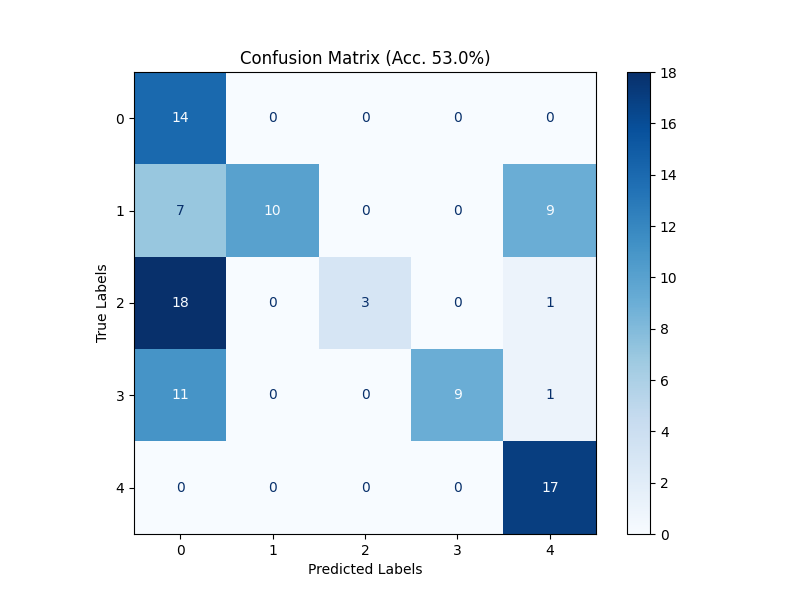 Confusion Matrix (Acc. 53.0%)
True Labels
0 14 0 0 0 0
1 7 10 0 0 9
2 18 0 3 0 1
3 11 0 0 9 1
4 0 0 0 0 17
0 1 2 3 4
Predicted Labels
18
16
14
12
10
8
6
4
2
0